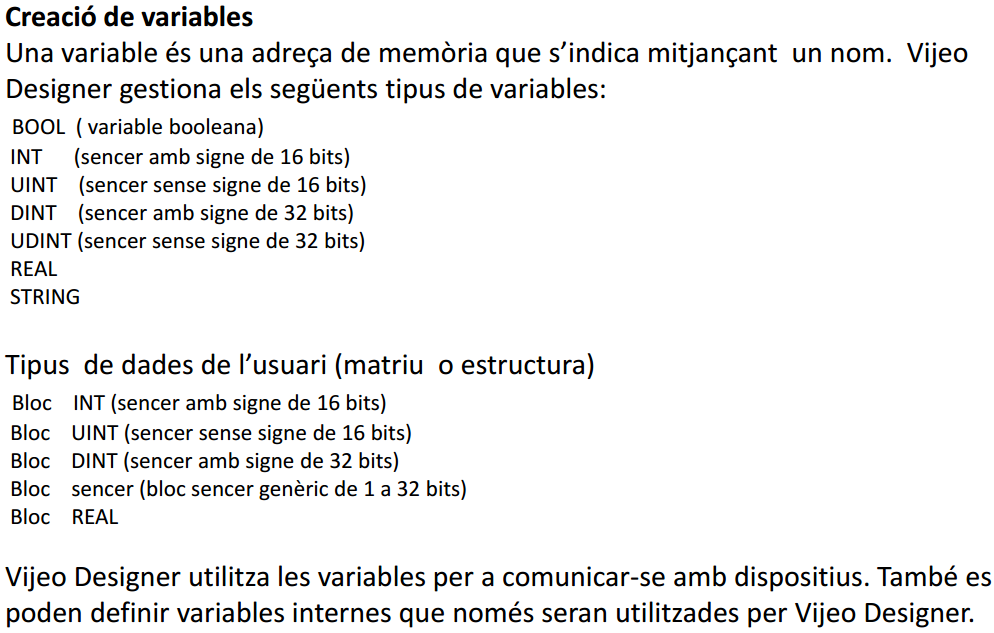 Creació de variables
Una variable és una adreça de memòria que s’indica mitjançant un nom. Vijeo
Designer gestiona els següents tipus de variables:
BOOL ( variable booleana)
INT (sencer amb signe de 16 bits)
UINT (sencer sense signe de 16 bits)
DINT (sencer amb signe de 32 bits)
UDINT (sencer sense signe de 32 bits)
REAL
STRING
Tipus de dades de l’usuari (matriu o estructura)
Bloc INT (sencer amb signe de 16 bits)
Bloc UINT (sencer sense signe de 16 bits)
Bloc DINT (sencer amb signe de 32 bits)
Bloc sencer (bloc sencer genèric de 1 a 32 bits)
Bloc REAL
Vijeo Designer utilitza les variables per a comunicar-se amb dispositius. També es
poden definir variables internes que només seran utilitzades per Vijeo Designer.